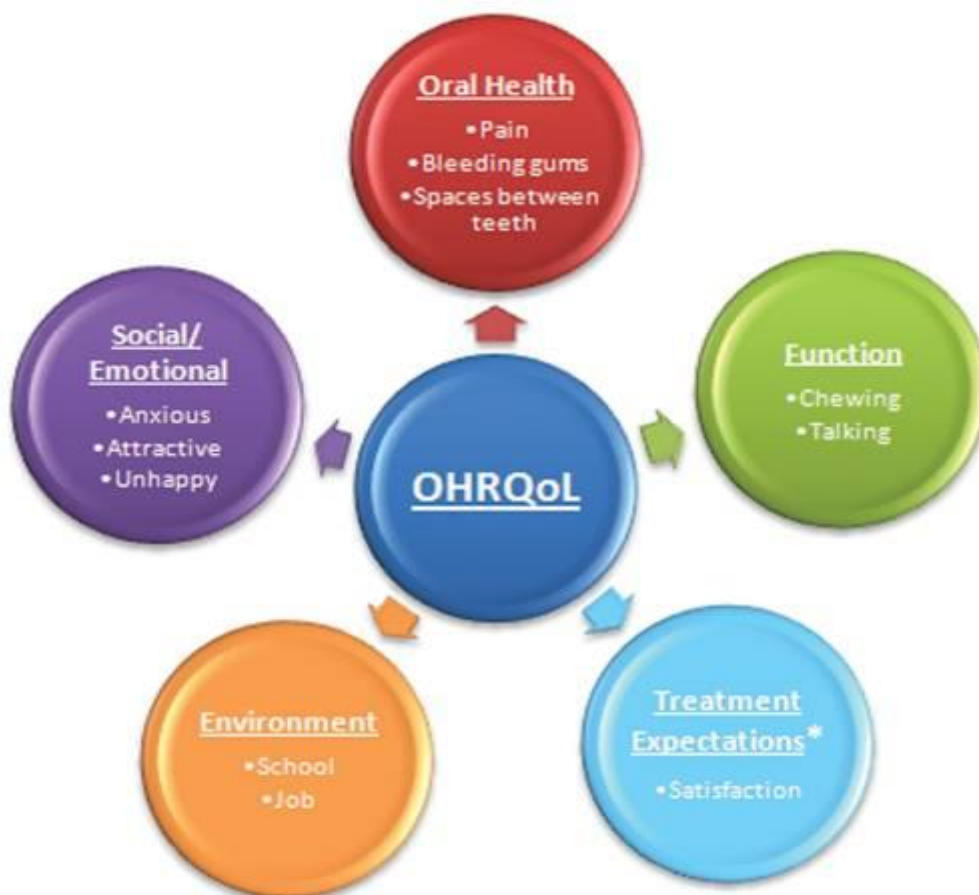 Oral Health
•Pain
•Bleeding gums
•Spaces between
teeth
Social/
Emotional
•Anxious
•Attractive
•Unhappy
Function
•Chewing
•Talking
OHRQoL
Environment
•School
•Job
Treatment
Expectations*
•Satisfaction